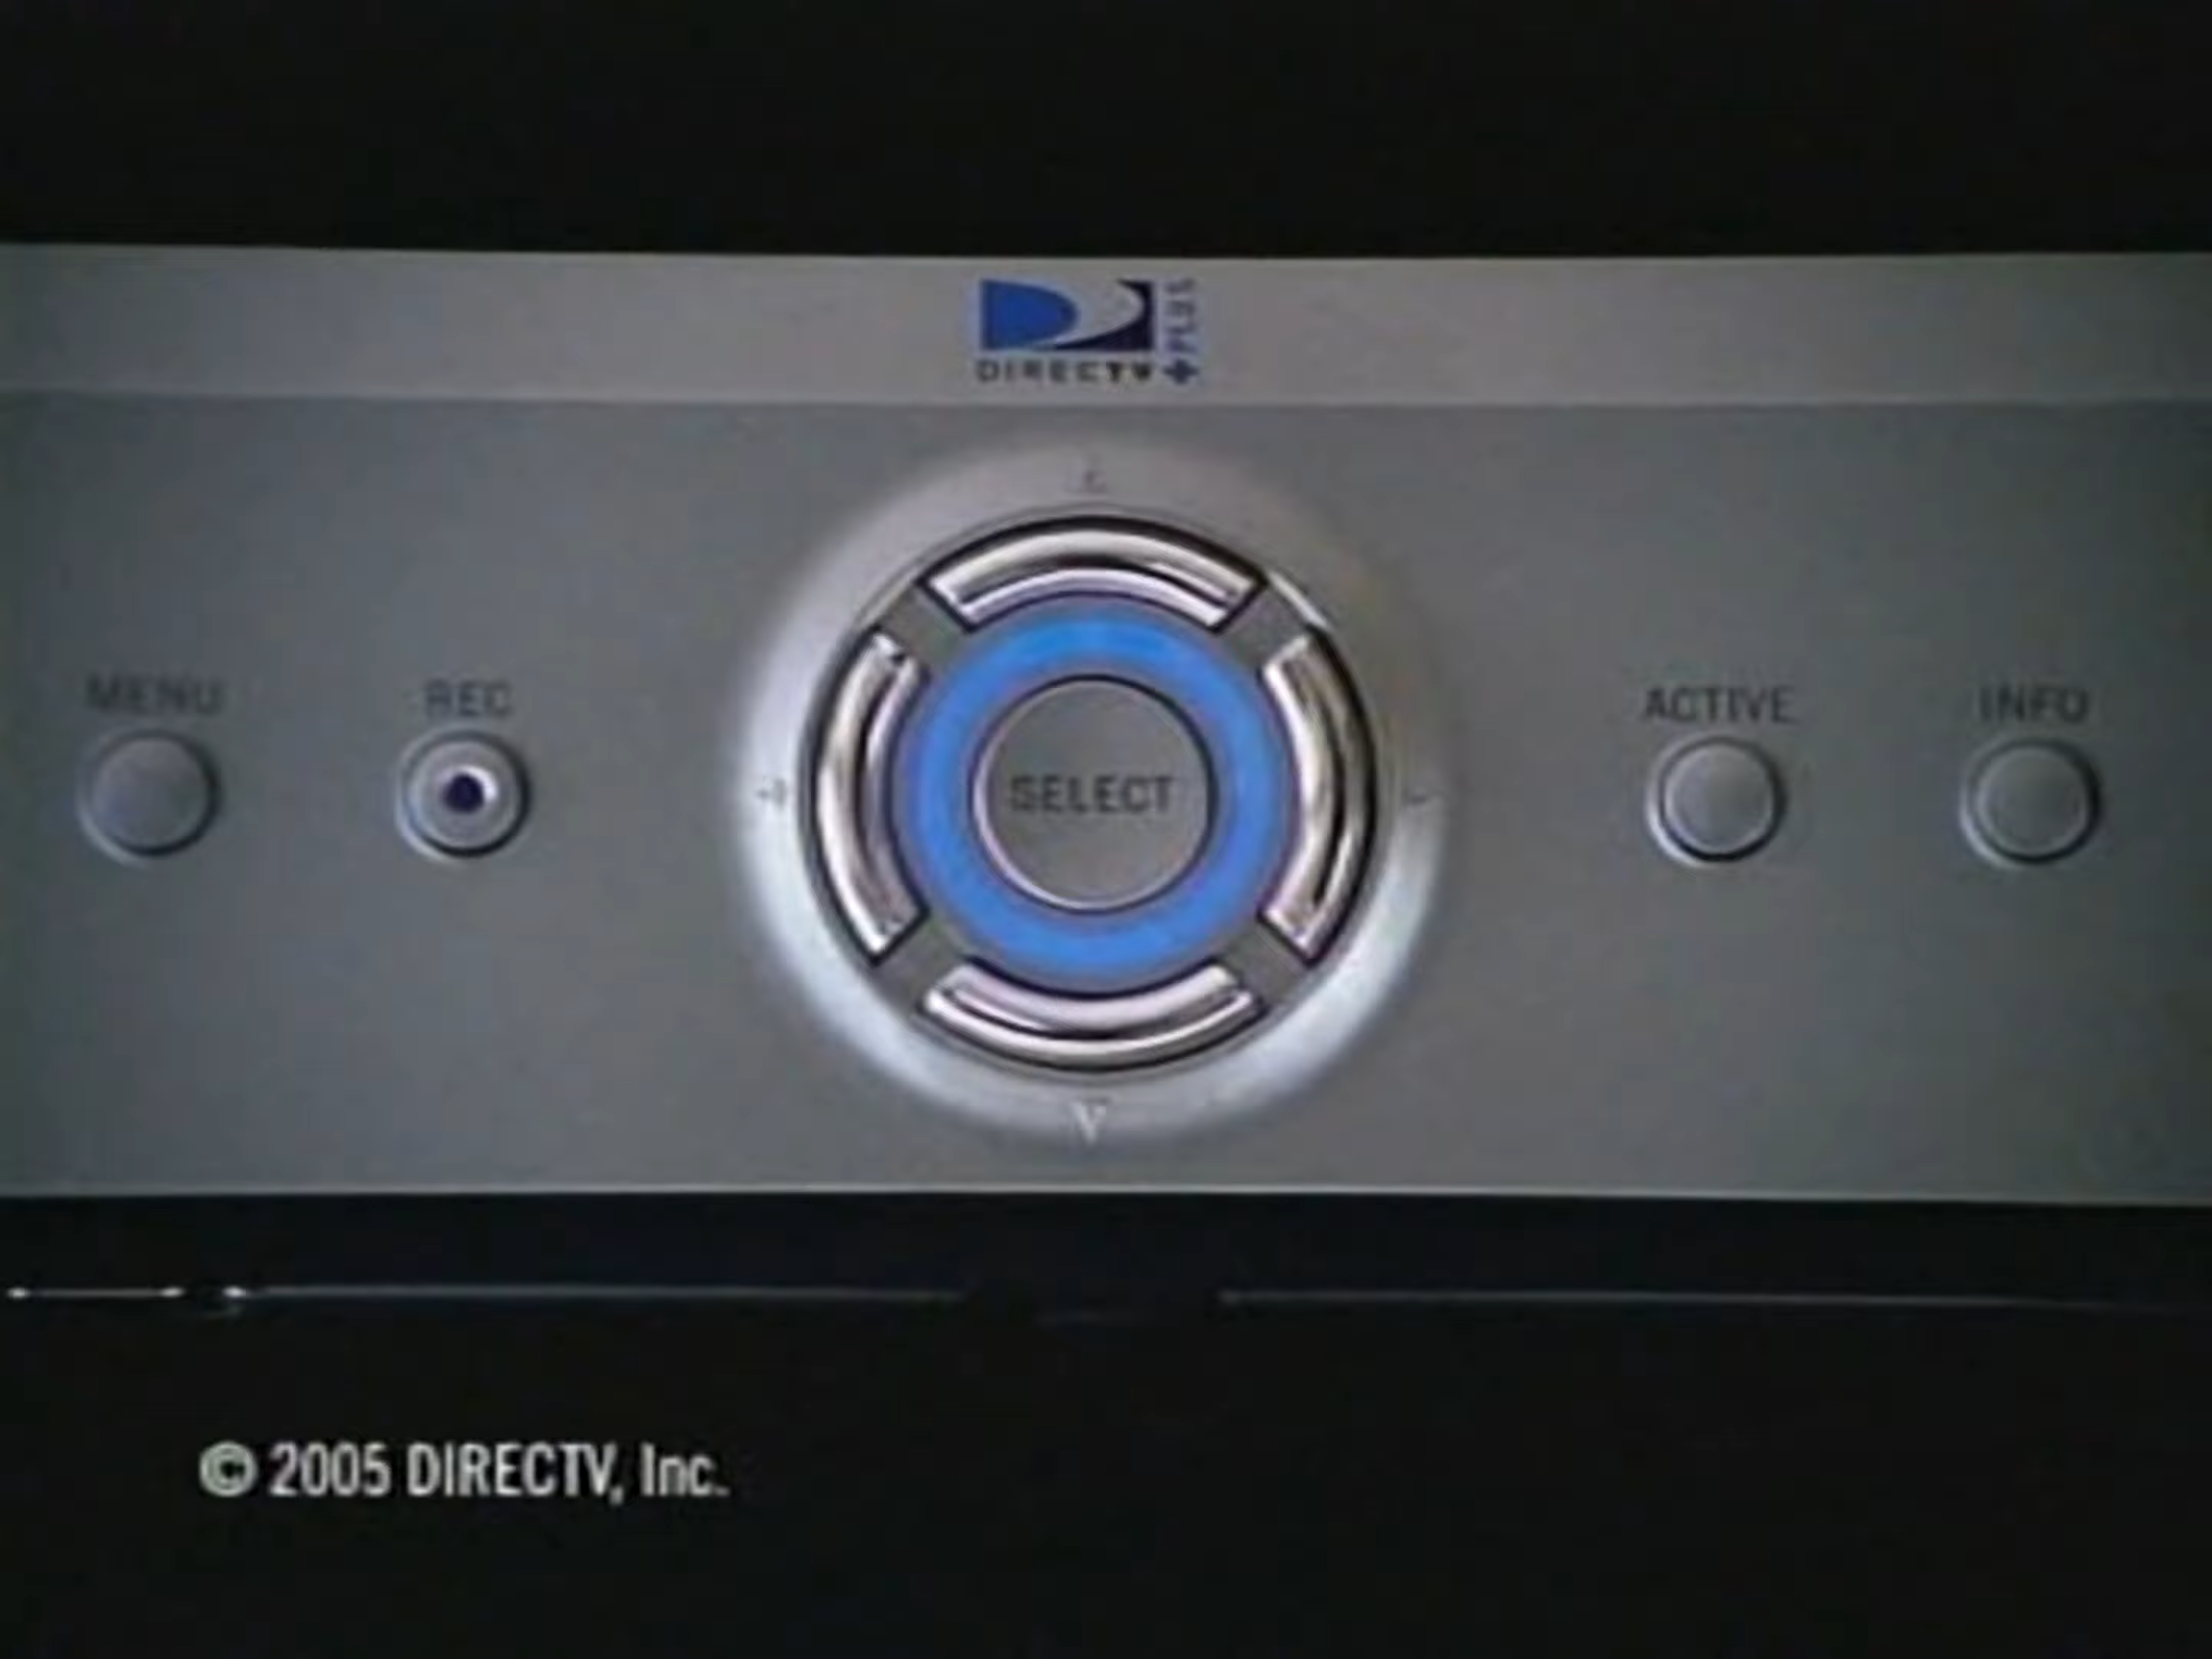 DIRECTV + PLUS
MENU
REC
SELECT
ACTIVE
INFO
© 2005 DIRECTV, Inc.